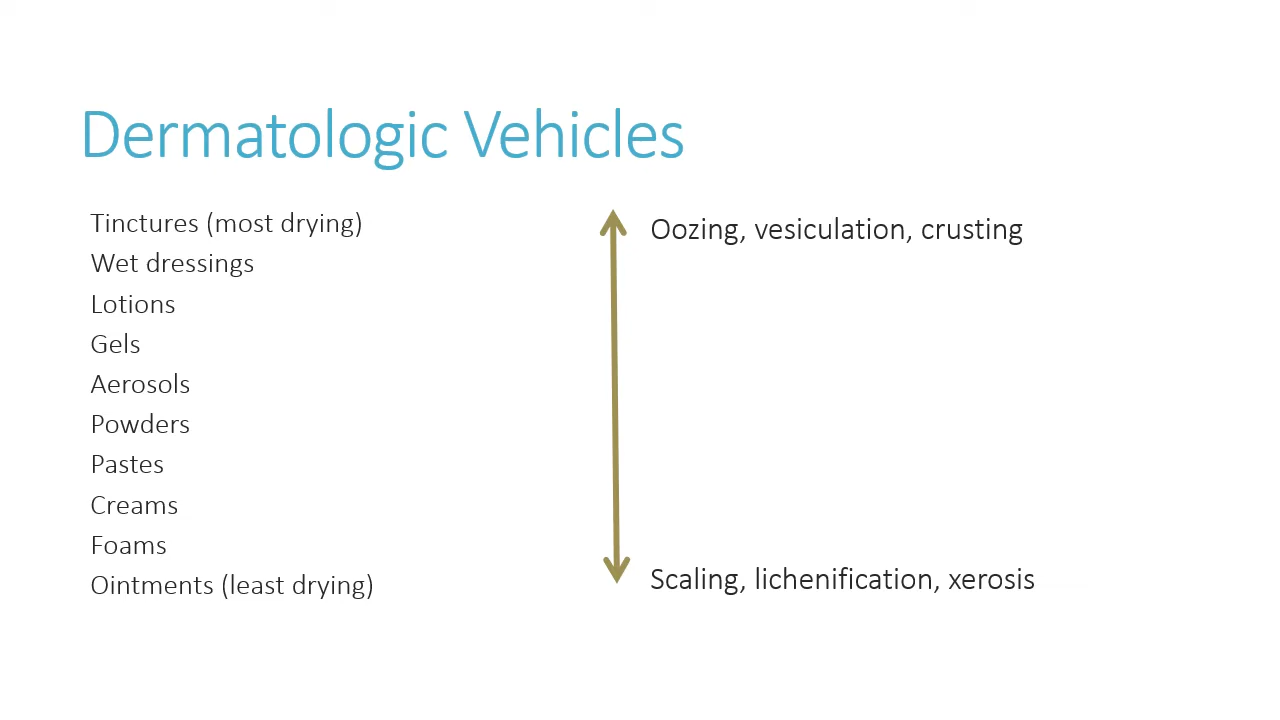 Dermatologic Vehicles
Tinctures (most drying)
Wet dressings
Lotions
Gels
Aerosols
Powders
Pastes
Creams
Foams
Ointments (least drying)
Oozing, vesiculation, crusting
Scaling, lichenification, xerosis